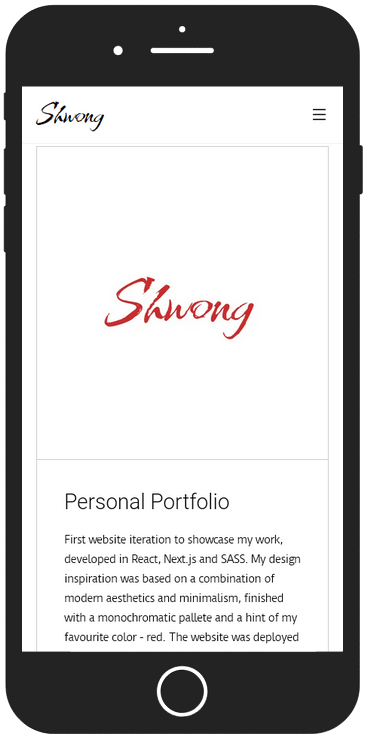 Shwong
Shwong
Personal Portfolio
First website iteration to showcase my work,
developed in React, Next.js and SASS. My design
inspiration was based on a combination of
modern aesthetics and minimalism, finished
with a monochromatic pallete and a hint of my
favourite color - red. The website was deployed